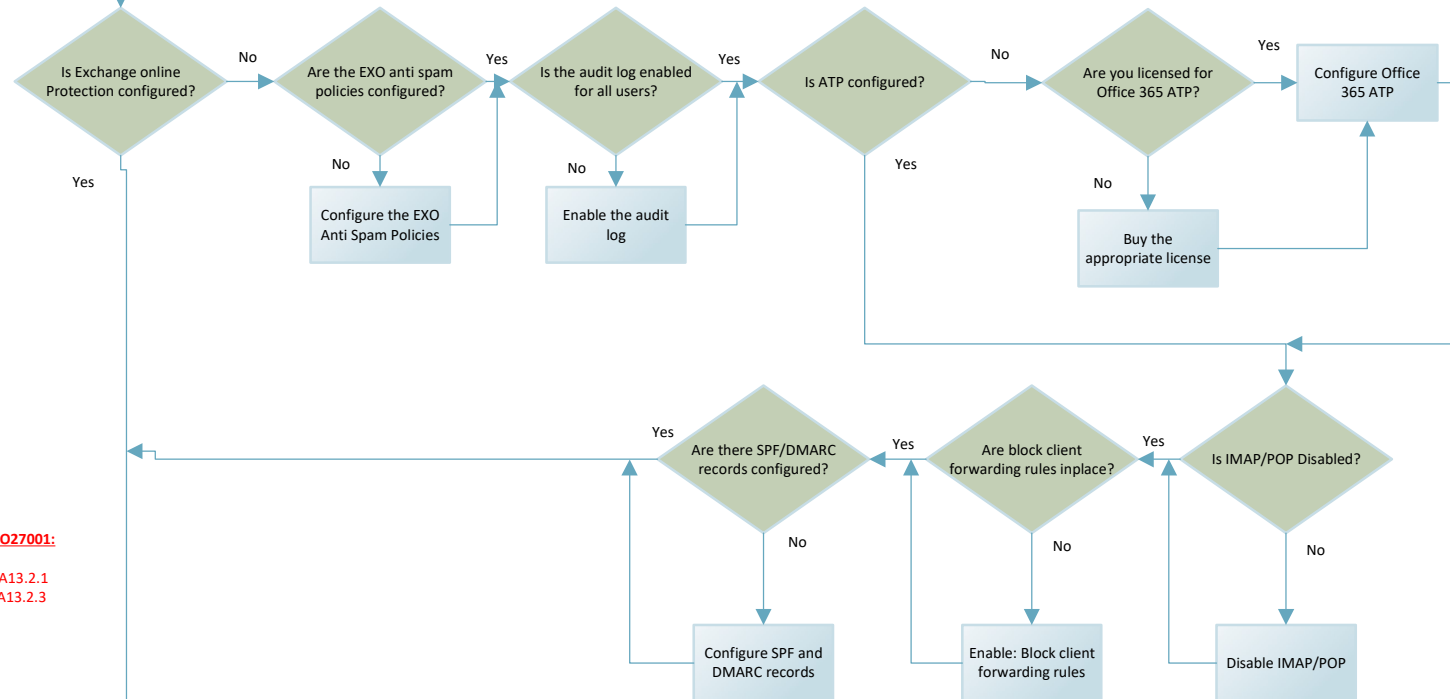 Is Exchange online
Protection configured?
No
Are the EXO anti spam
policies configured?
Yes
Is the audit log enabled
for all users?
Yes
Is ATP configured?
No
Are you licensed for
Office 365 ATP?
Yes
Configure Office
365 ATP
Yes
No
Configure the EXO
Anti Spam Policies
No
Enable the audit
log
Yes
No
Buy the
appropriate license
Yes
Are there SPF/DMARC
records configured?
Yes
Are block client
forwarding rules inplace?
Yes
Is IMAP/POP Disabled?
O27001:
A13.2.1
A13.2.3
No
Configure SPF and
DMARC records
No
Enable: Block client
forwarding rules
No
Disable IMAP/POP